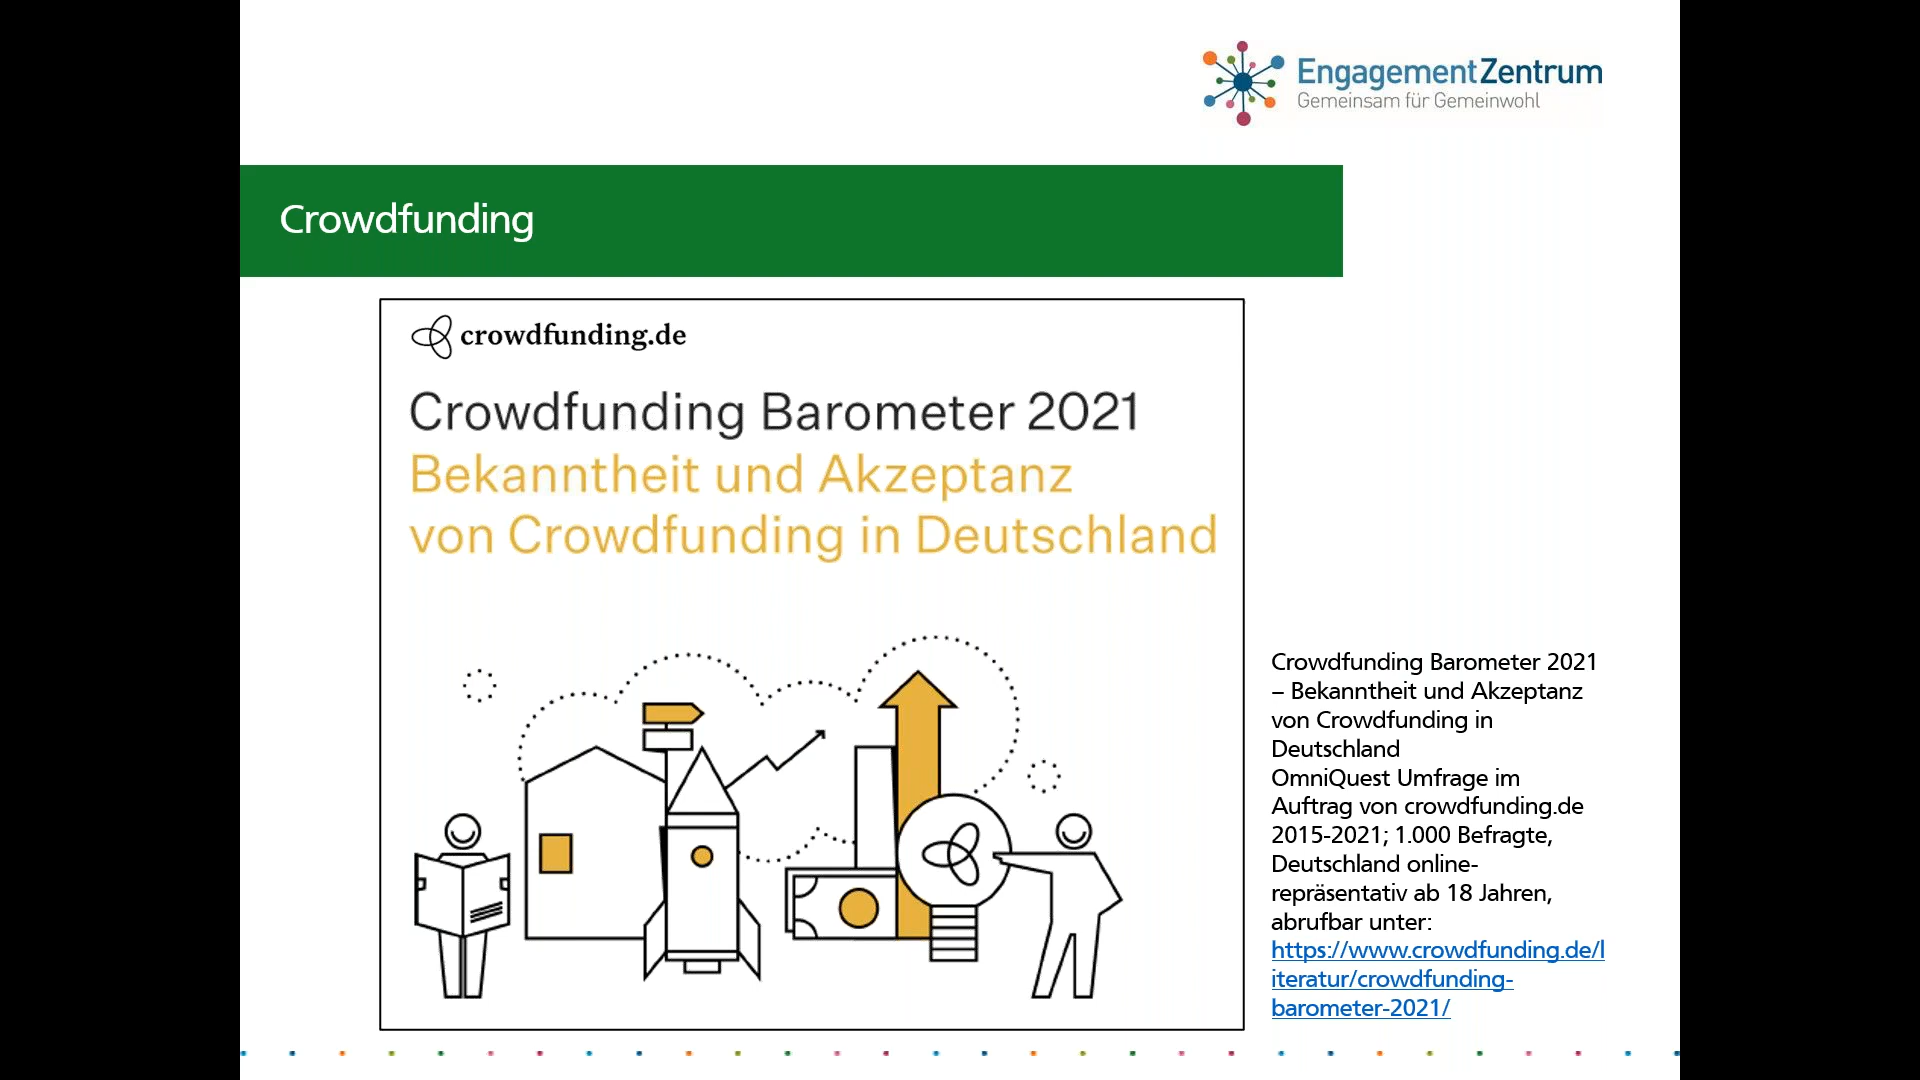 EngagementZentrum
Gemeinsam für Gemeinwohl
Crowdfunding
crowdfunding.de
Crowdfunding Barometer 2021
Bekanntheit und Akzeptanz
von Crowdfunding in Deutschland
Crowdfunding Barometer 2021
– Bekanntheit und Akzeptanz
von Crowdfunding in
Deutschland
OmniQuest Umfrage im
Auftrag von crowdfunding.de
2015-2021; 1.000 Befragte,
Deutschland online-
repräsentativ ab 18 Jahren,
abrufbar unter:
https://www.crowdfunding.de/l
iteratur/crowdfunding-
barometer-2021/